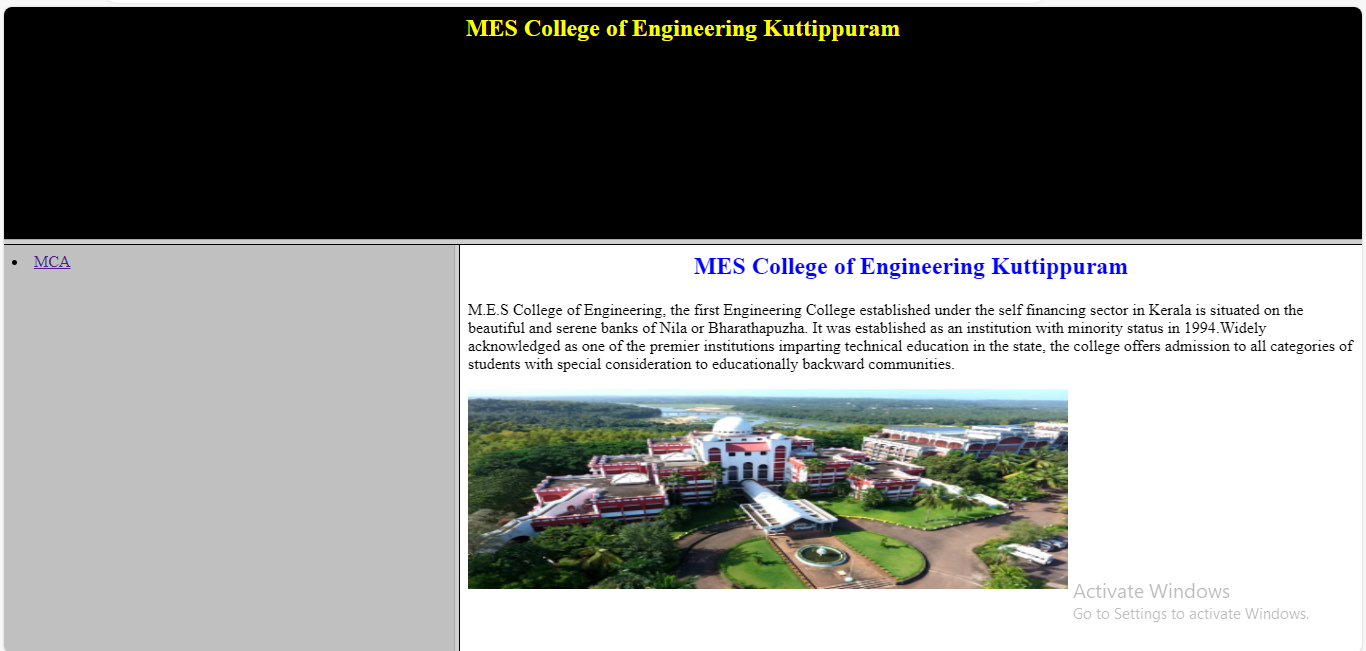 MES College of Engineering Kuttippuram
MCA
MES College of Engineering Kuttippuram
M.E.S College of Engineering, the first Engineering College established under the self financing sector in Kerala is situated on the
beautiful and serene banks of Nila or Bharathapuzha. It was established as an institution with minority status in 1994.Widely
acknowledged as one of the premier institutions imparting technical education in the state, the college offers admission to all categories of
students with special consideration to educationally backward communities.
Activate Windows
Go to Settings to activate Windows.